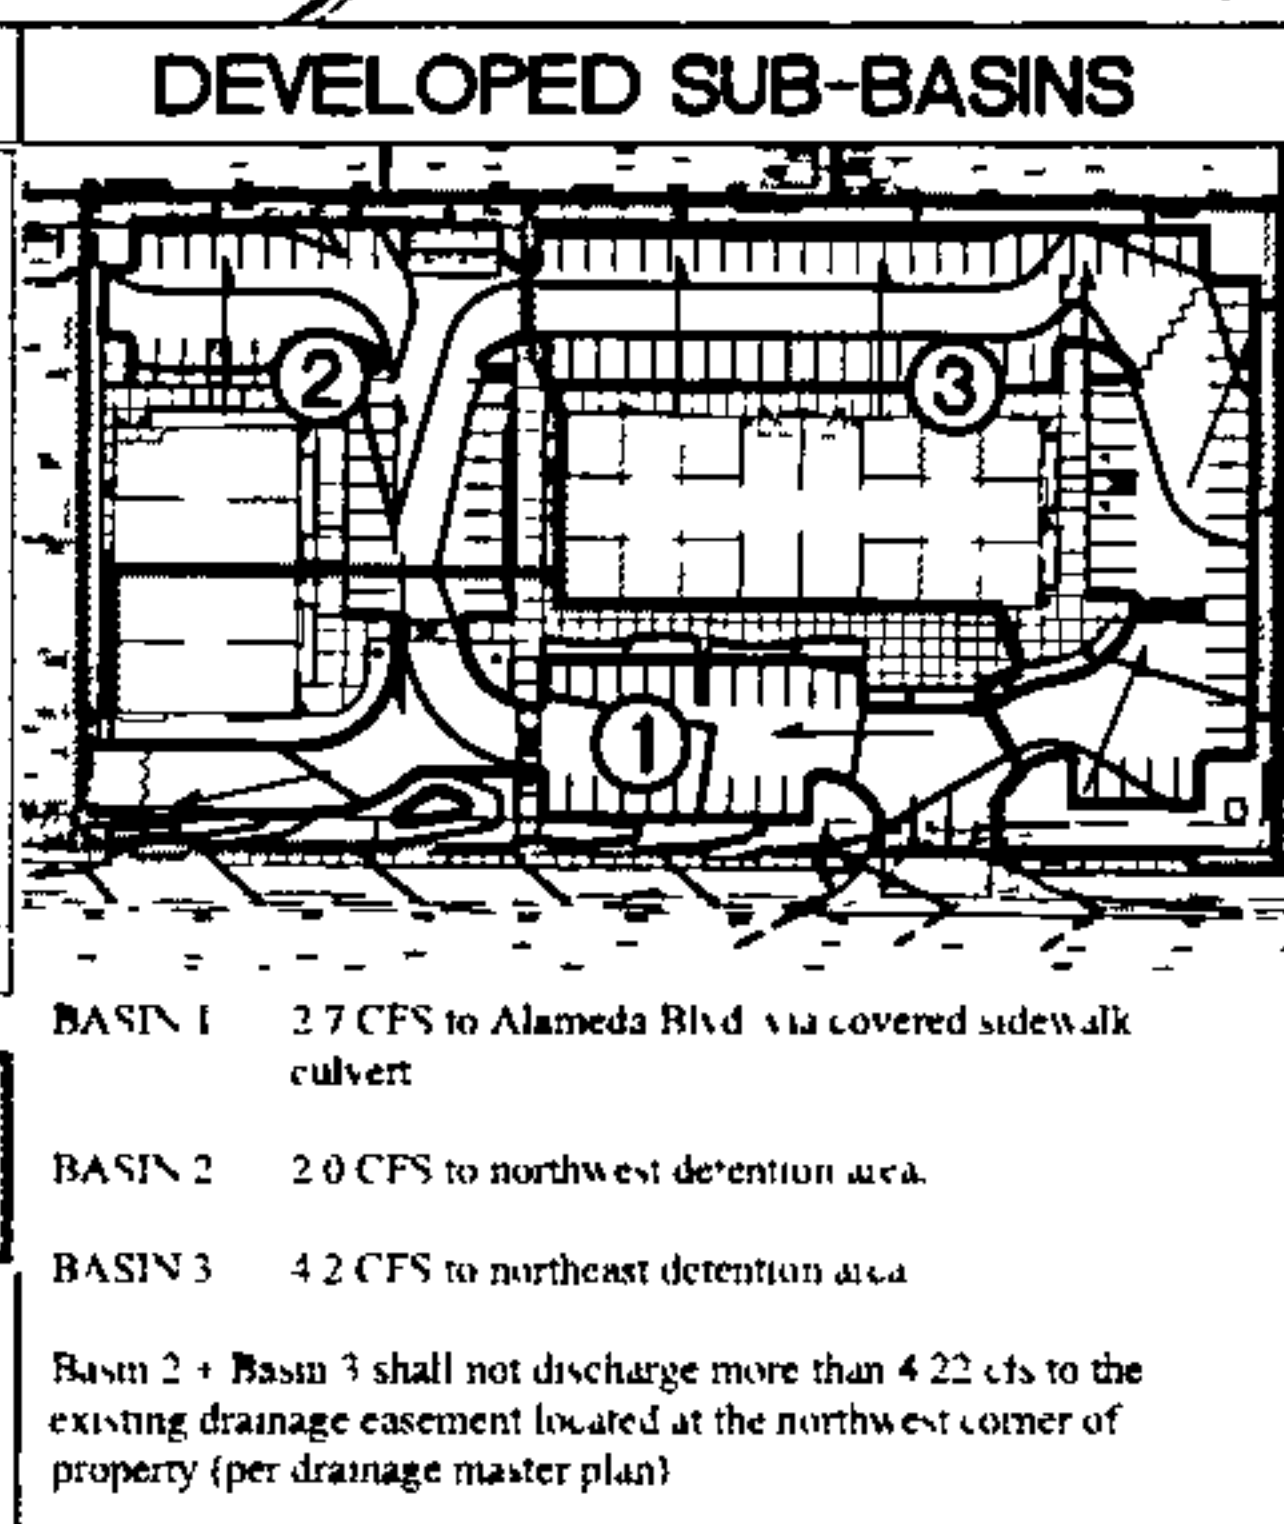 DEVELOPED SUB-BASINS
2
3
1
BASIN 1 2.7 CFS to Alameda Blvd. via covered sidewalk
culvert
BASIN 2 2.0 CFS to northwest detention area.
BASIN 3 4.2 CFS to northeast detention area
Basin 2 + Basin 3 shall not discharge more than 4.22 cfs to the
existing drainage easement located at the northwest corner of
property (per drainage master plan)